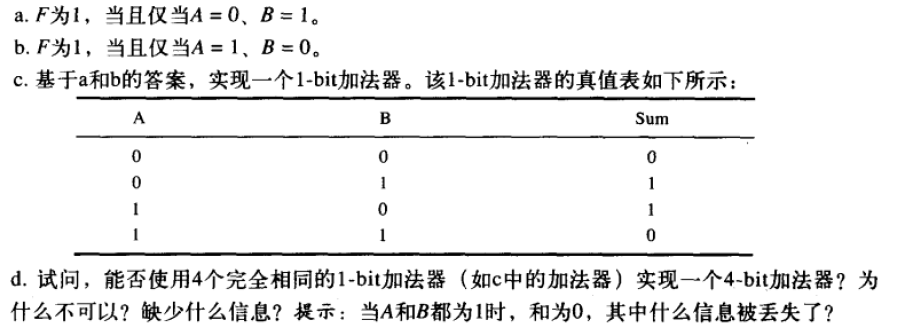 a. F为1，当且仅当A = 0、B = 1。
b. F为1，当且仅当A = 1、B = 0。
c. 基于a和b的答案，实现一个1-bit加法器。该1-bit加法器的真值表如下所示：
A B Sum
0 0 0
0 1 1
1 0 1
1 1 0
d. 试问，能否使用4个完全相同的1-bit加法器（如c中的加法器）实现一个4-bit加法器？为
什么不可以？缺少什么信息？提示：当A和B都为1时，和为0，其中什么信息被丢失了？